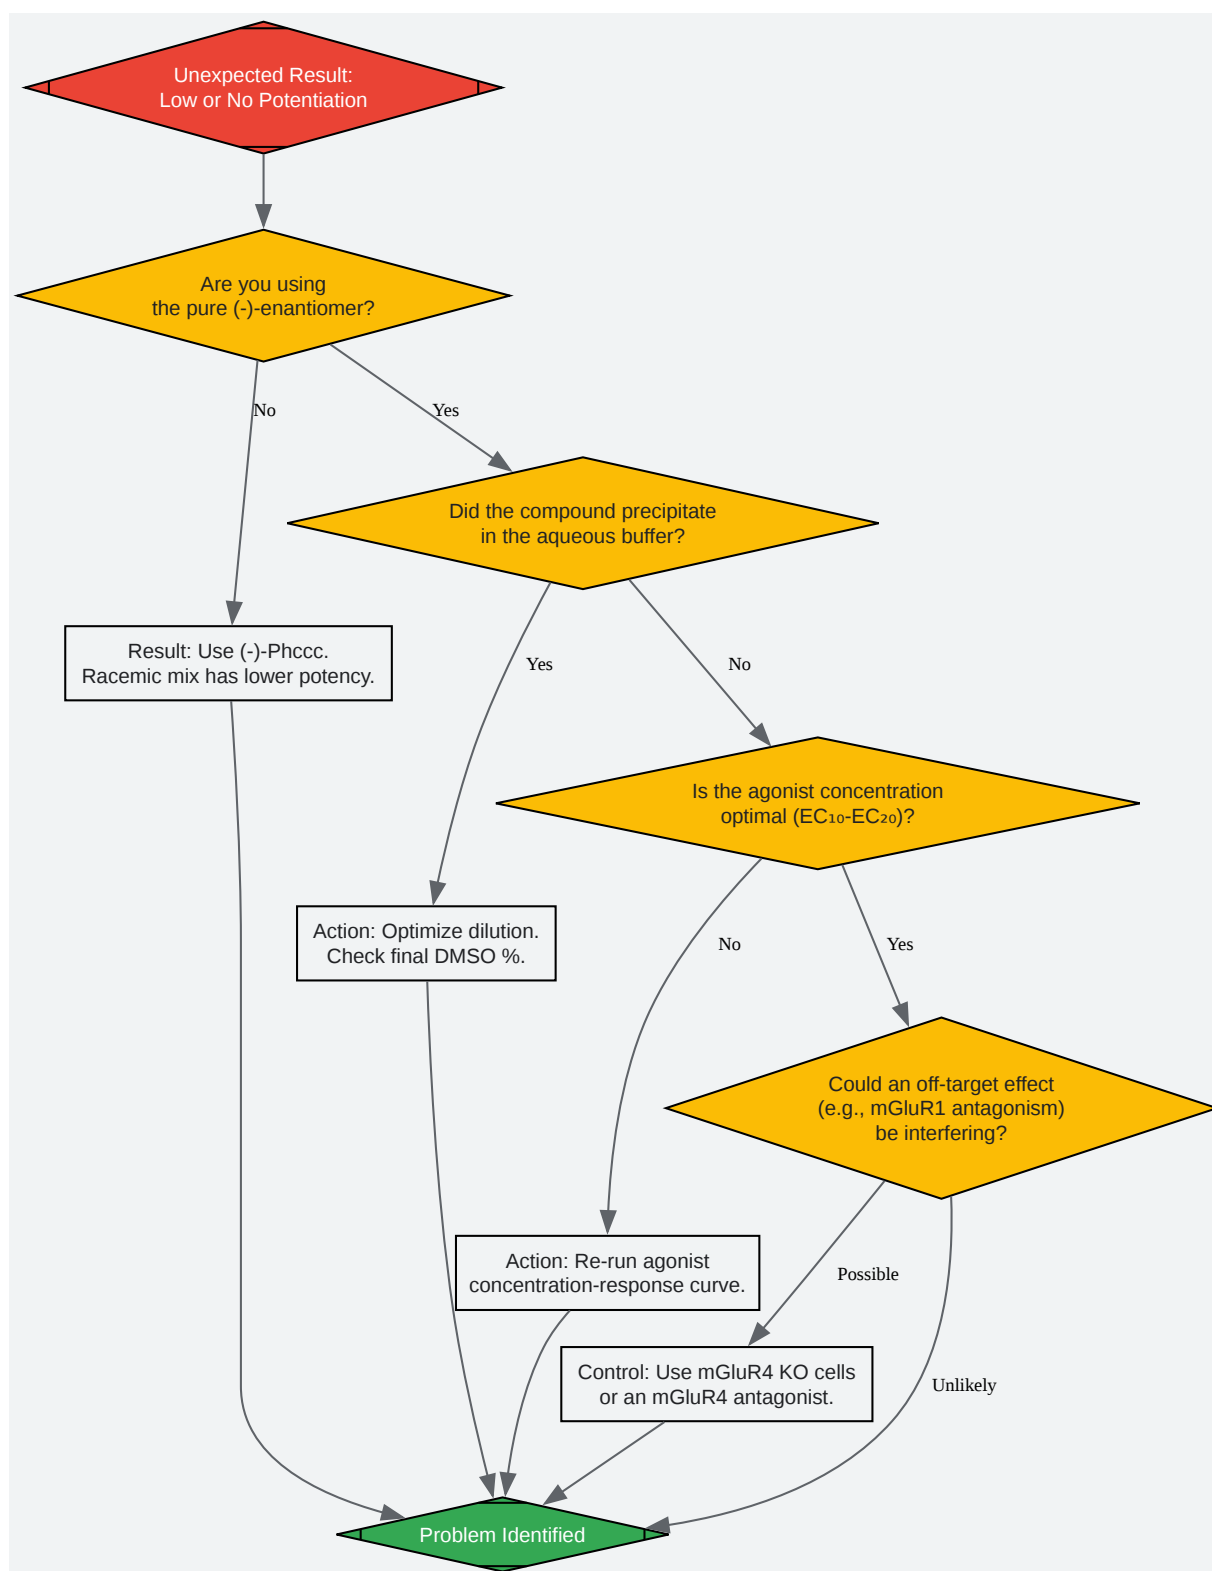 Unexpected Result:
Low or No Potentiation
Are you using
the pure (-)-enantiomer?
No
Yes
Did the compound precipitate
in the aqueous buffer?
Result: Use (-)-Phccc.
Racemic mix has lower potency.
Yes
No
Is the agonist concentration
optimal (EC₁₀-EC₂₀)?
Action: Optimize dilution.
Check final DMSO %.
No
Yes
Could an off-target effect
(e.g., mGluR1 antagonism)
be interfering?
Action: Re-run agonist
concentration-response curve.
Possible
Control: Use mGluR4 KO cells
or an mGluR4 antagonist.
Unlikely
Problem Identified